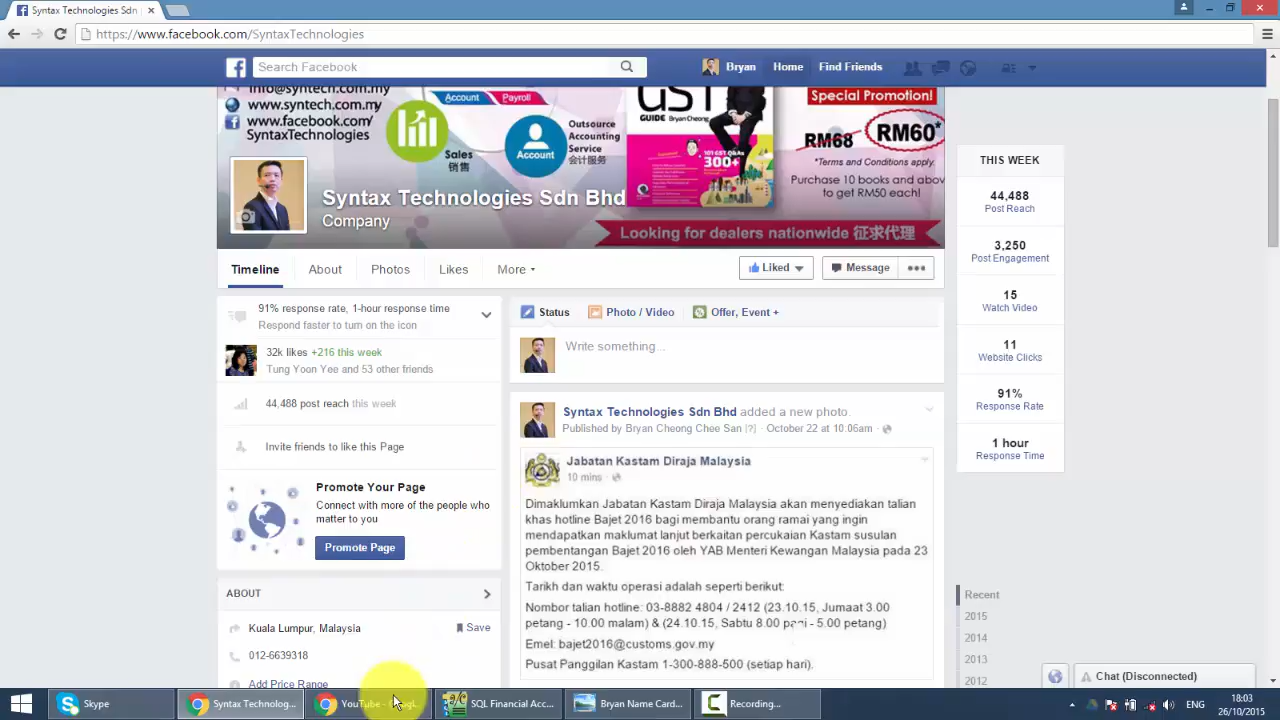 Syntax Technologies Sdn
https://www.facebook.com/SyntaxTechnologies
Search Facebook
Bryan Home Find Friends
info@syntech.com.my
www.syntech.com.my
www.facebook.com/
SyntaxTechnologies
Account Payroll
Sales
销售
Account
Outsource
Accounting
Service
会计服务
GST
GUIDE Bryan Cheong
101 GST Q&As
300+
Special Promotion!
RM68 RM60*
*Terms and Conditions apply.
Purchase 10 books and above
to get RM50 each!
Syntax Technologies Sdn Bhd
Company
Looking for dealers nationwide 征求代理
Timeline About Photos Likes More
Liked Message
91% response rate, 1-hour response time
Respond faster to turn on the icon
32k likes +216 this week
Tung Yoon Yee and 53 other friends
44,488 post reach this week
Invite friends to like this Page
Promote Your Page
Connect with more of the people who
matter to you
Promote Page
ABOUT
Kuala Lumpur, Malaysia
Save
012-6639318
Add Price Range
Status Photo / Video Offer, Event +
Write something...
Syntax Technologies Sdn Bhd added a new photo.
Published by Bryan Cheong Chee San [?] · October 22 at 10:06am ·
Jabatan Kastam Diraja Malaysia
10 mins ·
Dimaklumkan Jabatan Kastam Diraja Malaysia akan menyediakan talian
khas hotline Bajet 2016 bagi membantu orang ramai yang ingin
mendapatkan maklumat lanjut berkaitan percukaian Kastam susulan
pembentangan Bajet 2016 oleh YAB Menteri Kewangan Malaysia pada 23
Oktober 2015.
Tarikh dan waktu operasi adalah seperti berikut:
Nombor talian hotline: 03-8882 4804 / 2412 (23.10.15, Jumaat 3.00
petang - 10.00 malam) & (24.10.15, Sabtu 8.00 pagi - 5.00 petang)
Emel: bajet2016@customs.gov.my
Pusat Panggilan Kastam 1-300-888-500 (setiap hari).
THIS WEEK
44,488
Post Reach
3,250
Post Engagement
15
Watch Video
11
Website Clicks
91%
Response Rate
1 hour
Response Time
Recent
2015
2014
2013
2012
Chat (Disconnected)
Skype
Syntax Technolog...
YouTube - Googl...
SQL Financial Acc...
Bryan Name Card...
Recording...
ENG
18:03
26/10/2015